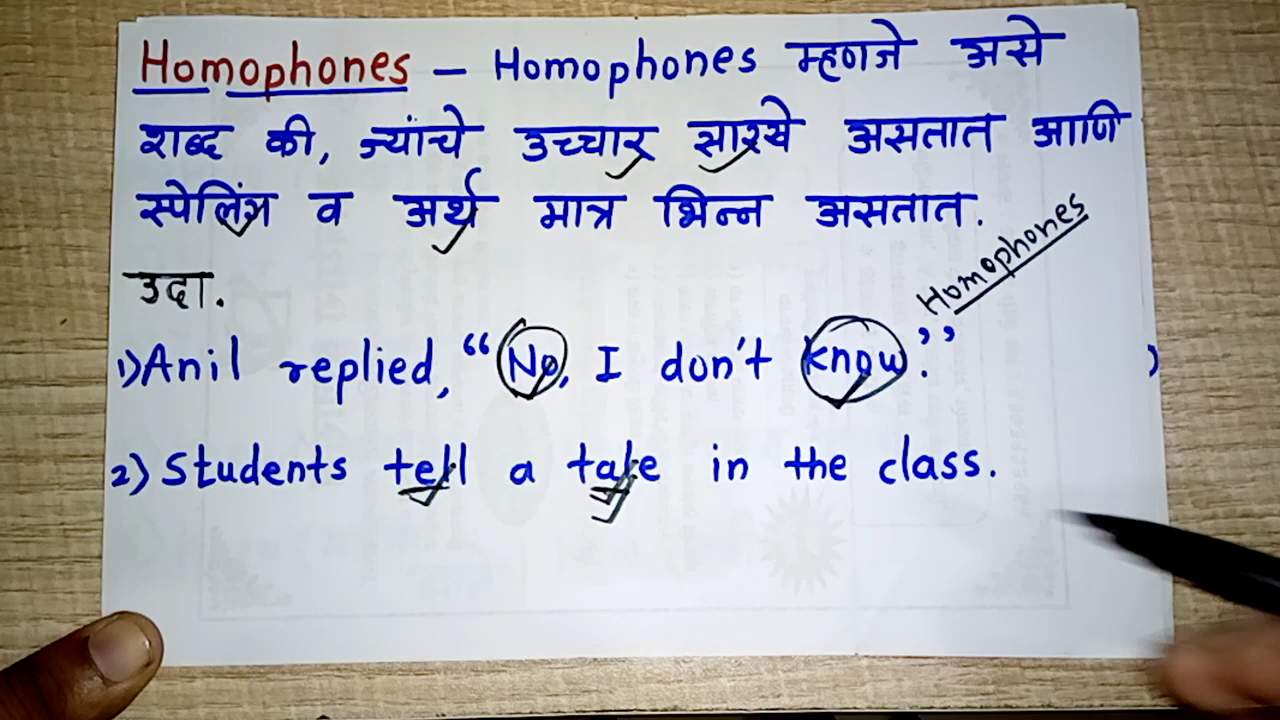 Homophones – Homophones म्हणजे असे
शब्द की, ज्यांचे उच्चार सारखे असतात आणि
स्पेलिंग व अर्थ मात्र भिन्न असतात.
उदा.
Homophones
1) Anil replied, “No, I don't know.”
2) Students tell a tale in the class.